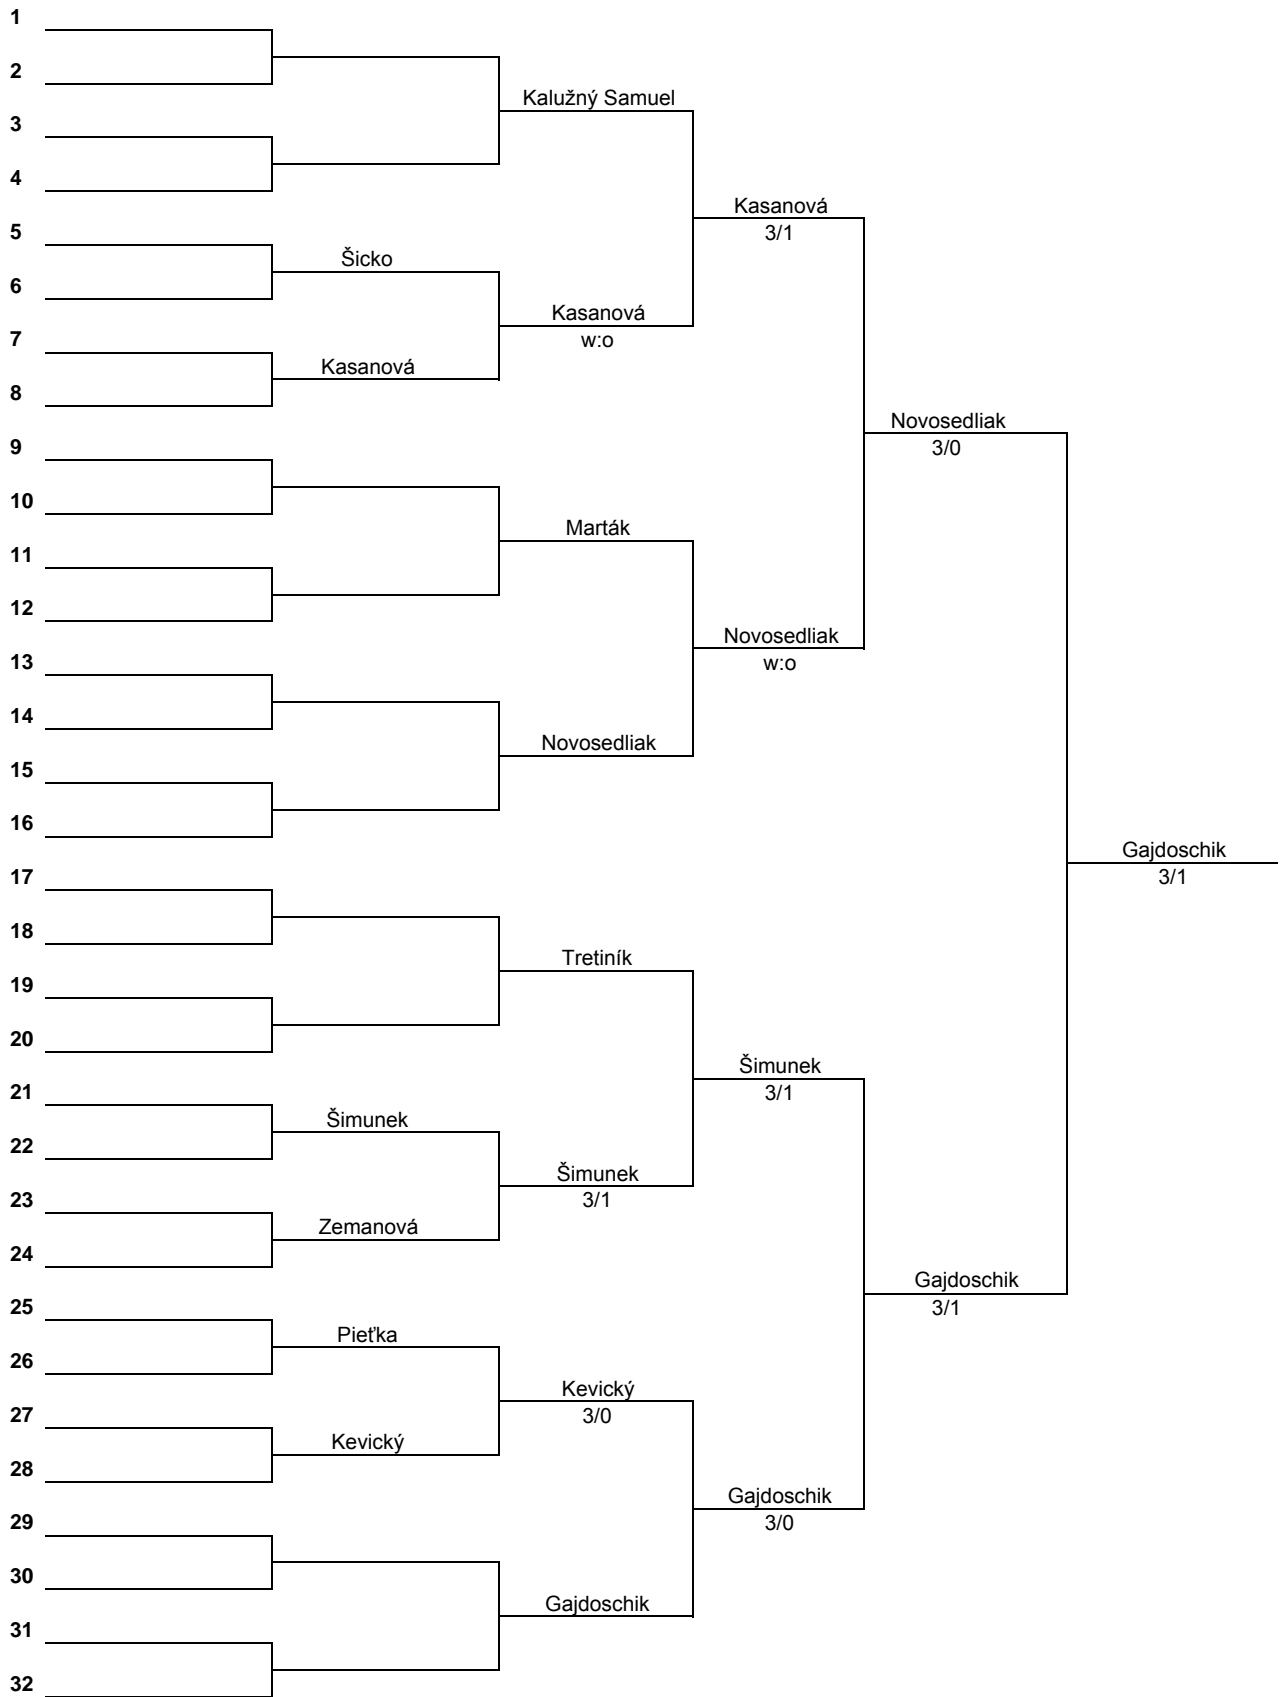 1
2
Kalužný Samuel
3
4
Kasanová
5
3/1
Šicko
6
Kasanová
7
w:o
Kasanová
8
Novosedliak
9
3/0
10
Marták
11
12
Novosedliak
13
w:o
14
Novosedliak
15
16
Gajdoschik
17
3/1
18
Tretiník
19
20
Šimunek
21
3/1
Šimunek
22
Šimunek
23
3/1
Zemanová
24
Gajdoschik
25
3/1
Pieťka
26
Kevický
27
3/0
Kevický
28
Gajdoschik
29
3/0
30
Gajdoschik
31
32